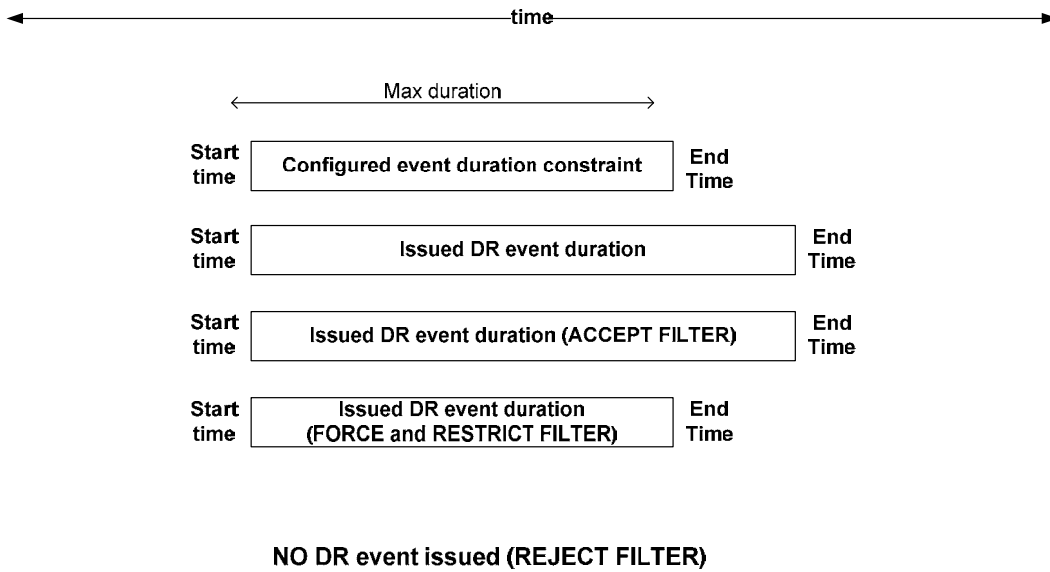 time
Max duration
Start
time
Configured event duration constraint
End
Time
Start
time
Issued DR event duration
End
Time
Start
time
Issued DR event duration (ACCEPT FILTER)
End
Time
Start
time
Issued DR event duration
(FORCE and RESTRICT FILTER)
End
Time
NO DR event issued (REJECT FILTER)